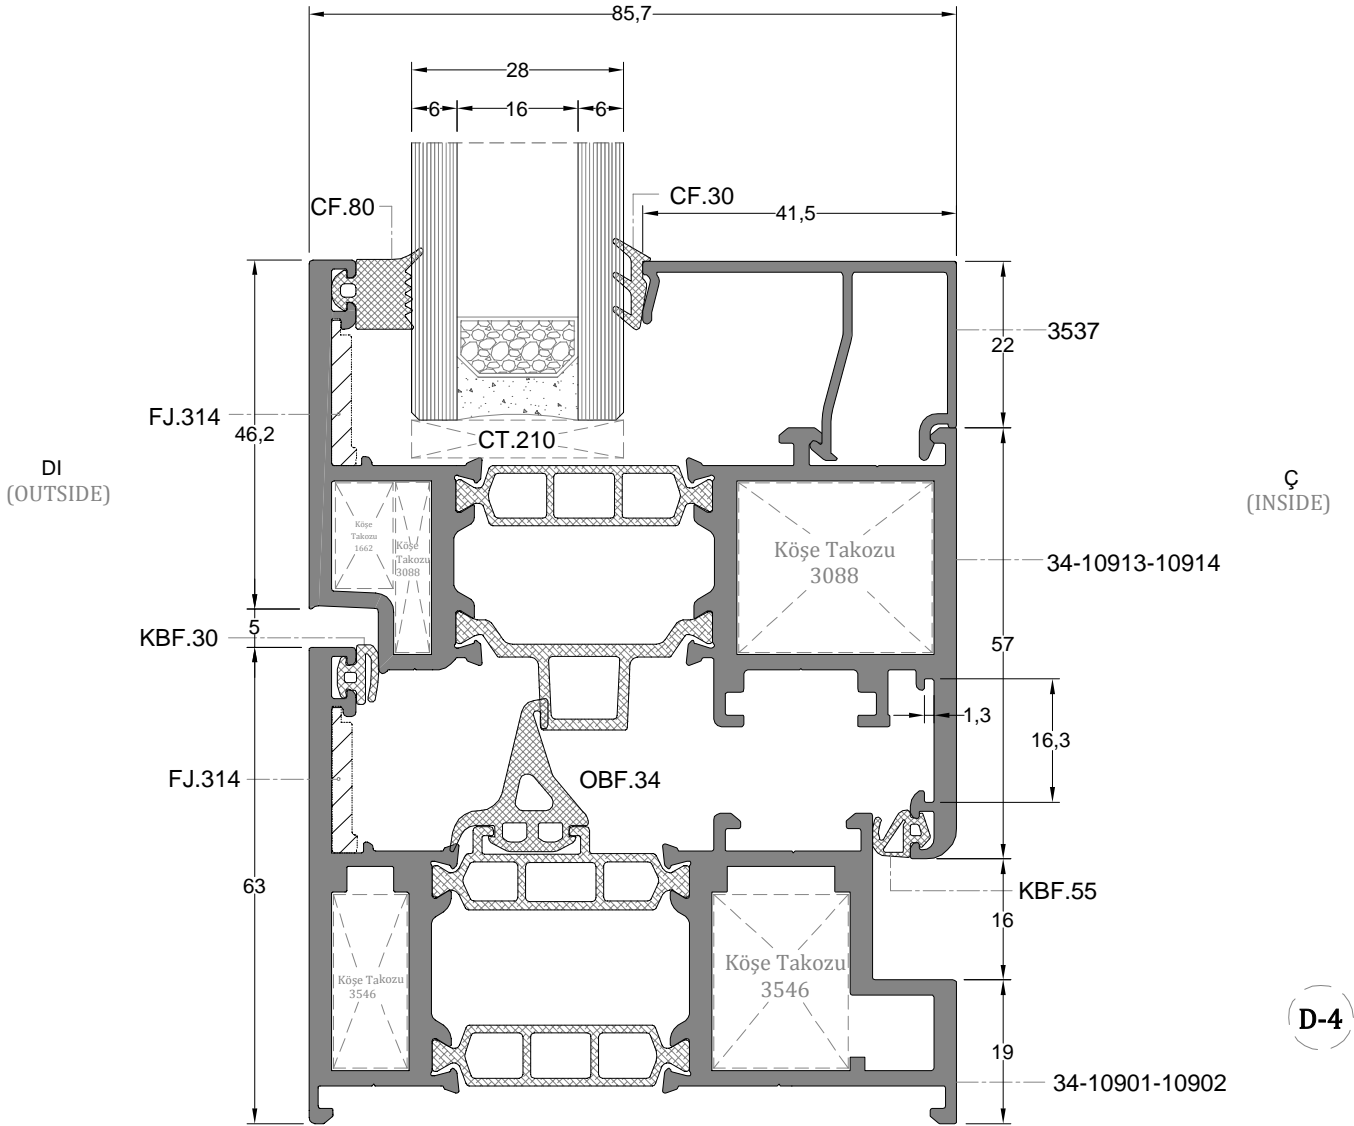 85,7
28
6
16
6
CF.80
CF.30
41,5
3537
22
FJ.314
46,2
CT.210
DI
(OUTSIDE)
Ç
(INSIDE)
Köşe
Takozu
1662
Köşe
Takozu
3088
Köşe Takozu
3088
34-10913-10914
5
KBF.30
57
1,3
16,3
FJ.314
OBF.34
63
KBF.55
16
Köşe Takozu
3546
Köşe Takozu
3546
D-4
19
34-10901-10902